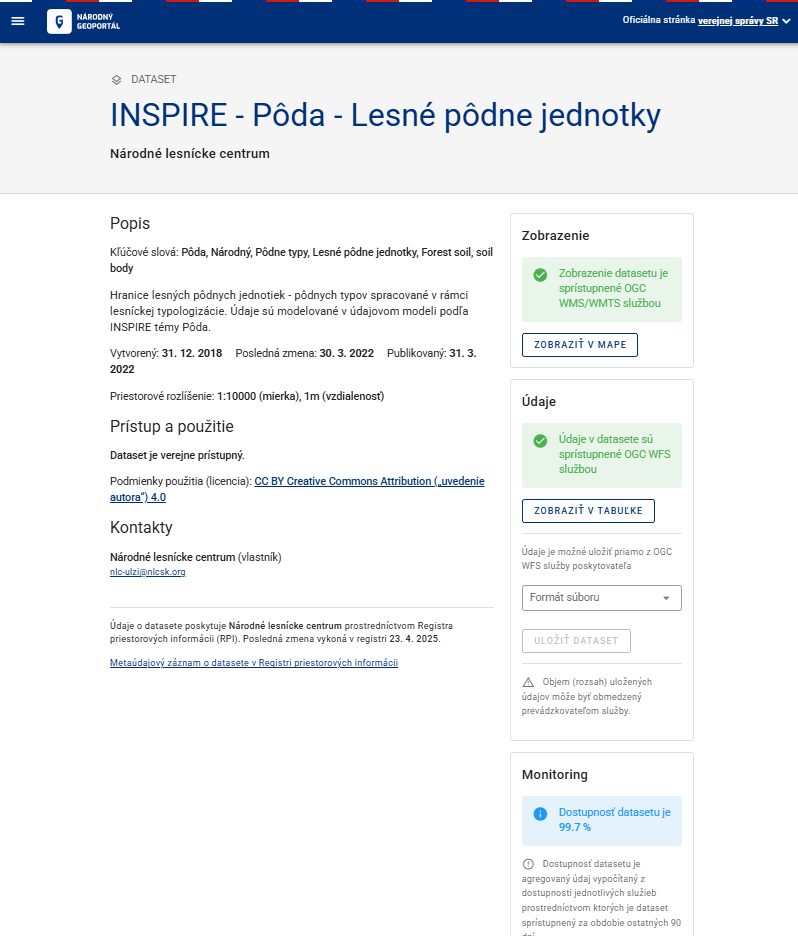 NÁRODNÝ
GEOPORTÁL
Oficiálna stránka verejnej správy SR
DATASET
INSPIRE - Pôda - Lesné pôdne jednotky
Národné lesnícke centrum
Popis
Kľúčové slová: Pôda, Národný, Pôdne typy, Lesné pôdne jednotky, Forest soil, soil
body
Hranice lesných pôdnych jednotiek - pôdnych typov spracované v rámci
lesníckej typologizácie. Údaje sú modelované v údajovom modeli podľa
INSPIRE témy Pôda.
Vytvorený: 31. 12. 2018 Posledná zmena: 30. 3. 2022 Publikovaný: 31. 3.
2022
Priestorové rozlíšenie: 1:10000 (mierka), 1m (vzdialenosť)
Prístup a použitie
Dataset je verejne prístupný.
Podmienky použitia (licencia): CC BY Creative Commons Attribution („uvedenie
autora“) 4.0
Kontakty
Národné lesnícke centrum (vlastník)
nlc-ulzi@nlcsk.org
Údaje o datasete poskytuje Národné lesnícke centrum prostredníctvom Registra
priestorových informácii (RPI). Posledná zmena vykoná v registri 23. 4. 2025.
Metaúdajový záznam o datasete v Registri priestorových informácii
Zobrazenie
Zobrazenie datasetu je
sprístupnené OGC
WMS/WMTS službou
ZOBRAZIŤ V MAPE
Údaje
Údaje v datasete sú
sprístupnené OGC WFS
službou
ZOBRAZIŤ V TABUĽKE
Údaje je možné uložiť priamo z OGC
WFS služby poskytovateľa
Formát súboru
ULOŽIŤ DATASET
Objem (rozsah) uložených
údajov môže byť obmedzený
prevádzkovateľom služby.
Monitoring
Dostupnosť datasetu je
99.7 %
Dostupnosť datasetu je
agregovaný údaj vypočítaný z
dostupnosti jednotlivých služieb
prostredníctvom ktorých je dataset
sprístupnený za obdobie ostatných 90